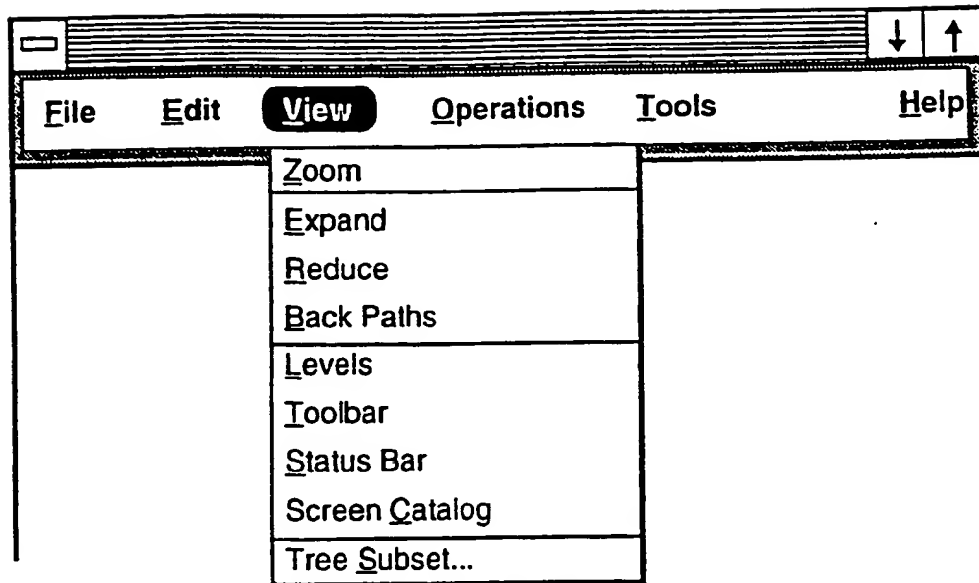 File Edit View Operations Tools Help
Zoom
Expand
Reduce
Back Paths
Levels
Toolbar
Status Bar
Screen Catalog
Tree Subset...